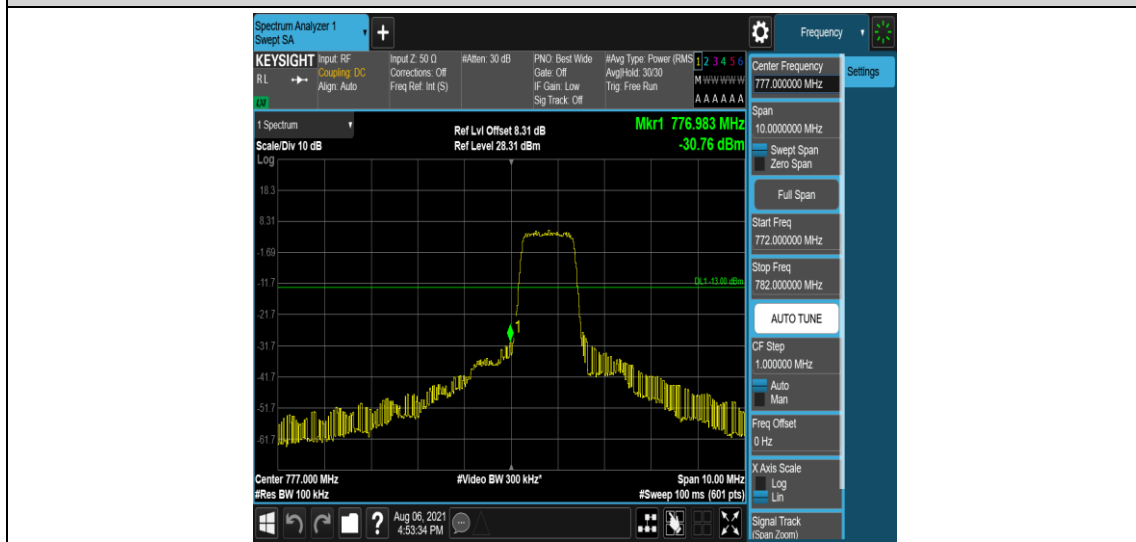 Spectrum Analyzer 1
Swept SA
Frequency
KEYSIGHT
RL
LXI
Input: RF
Coupling: DC
Align: Auto
Input Z: 50 Ω
Corrections: Off
Freq Ref: Int (S)
#Atten: 30 dB
PNO: Best Wide
Gate: Off
IF Gain: Low
Sig Track: Off
#Avg Type: Power (RMS
Avg|Hold: 30/30
Trig: Free Run
1 2 3 4 5 6
M W W W W W
A A A A A A
1 Spectrum
Scale/Div 10 dB
Log
Ref Lvl Offset 8.31 dB
Ref Level 28.31 dBm
Mkr1 776.983 MHz
-30.76 dBm
18.3
8.31
-1.69
-11.7
DL1 -13.00 dBm
-21.7
1
-31.7
-41.7
-51.7
-61.7
Center 777.000 MHz
#Video BW 300 kHz*
Span 10.00 MHz
#Res BW 100 kHz
#Sweep 100 ms (601 pts)
Aug 06, 2021
4:53:34 PM
Center Frequency
777.000000 MHz
Settings
Span
10.0000000 MHz
Swept Span
Zero Span
Full Span
Start Freq
772.000000 MHz
Stop Freq
782.000000 MHz
AUTO TUNE
CF Step
1.000000 MHz
Auto
Man
Freq Offset
0 Hz
X Axis Scale
Log
Lin
Signal Track
(Span Zoom)